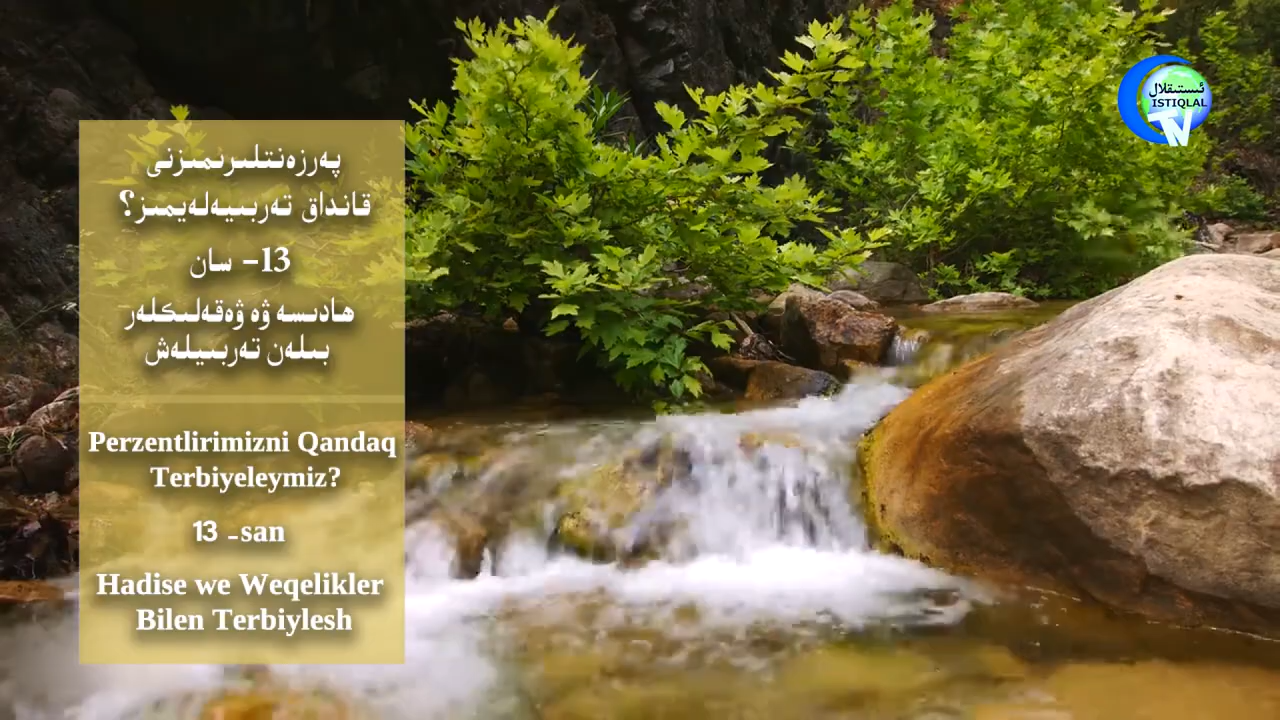 پەرزەنتلىرىمىزنى
قانداق تەربىيەلەيمىز؟
13- سان
ھادىسە ۋە ۋەقەلىكلەر
بىلەن تەربىيلەش
Perzentlirimizni Qandaq
Terbiyeleymiz?
13 -san
Hadise we Weqelikler
Bilen Terbiylesh
ئىستىقلال
ISTIQLAL
TV